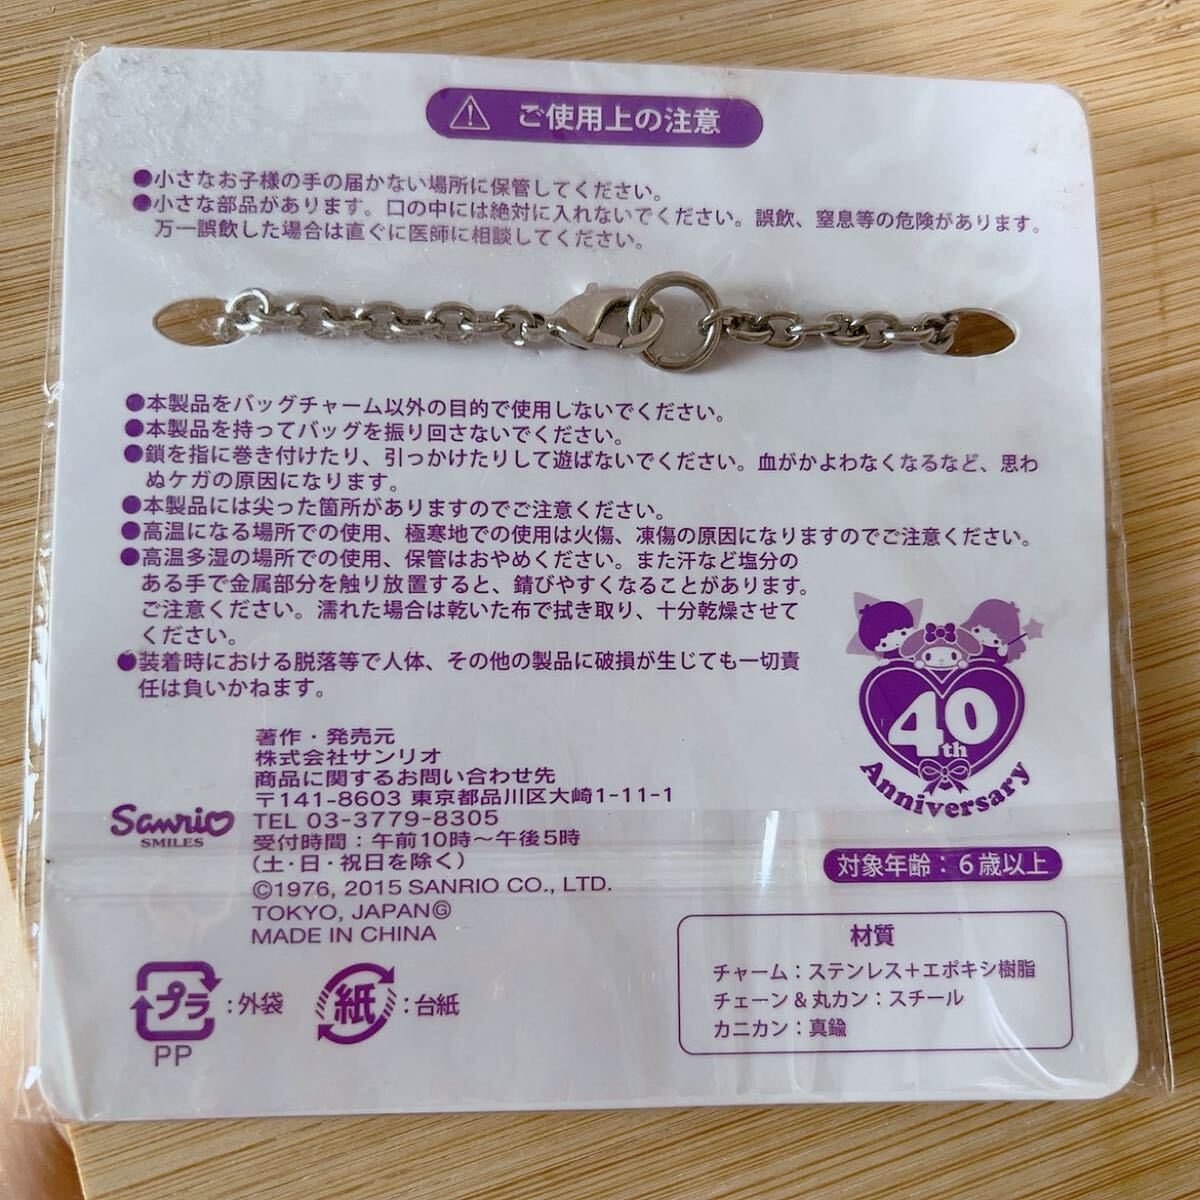 ご使用上の注意
●小さなお子様の手の届かない場所に保管してください。
●小さな部品があります。口の中には絶対に入れないでください。誤飲、窒息等の危険があります。
万一誤飲した場合は直ぐに医師に相談してください。
●本製品をバッグチャーム以外の目的で使用しないでください。
●本製品を持ってバッグを振り回さないでください。
●鎖を指に巻き付けたり、引っかけたりして遊ばないでください。血がかよわなくなるなど、思わ
ぬケガの原因になります。
●本製品には尖った箇所がありますのでご注意ください。
●高温になる場所での使用、極寒地での使用は火傷、凍傷の原因になりますのでご注意ください。
●高温多湿の場所での使用、保管はおやめください。また汗など塩分の
ある手で金属部分を触り放置すると、錆びやすくなることがあります。
ご注意ください。濡れた場合は乾いた布で拭き取り、十分乾燥させて
ください。
●装着時における脱落等で人体、その他の製品に破損が生じても一切責
任は負いかねます。
40th
Anniversary
著作・発売元
株式会社サンリオ
商品に関するお問い合わせ先
〒141-8603 東京都品川区大崎1-11-1
TEL 03-3779-8305
受付時間：午前10時〜午後5時
(土・日・祝日を除く)
©1976, 2015 SANRIO CO., LTD.
TOKYO, JAPANⒼ
MADE IN CHINA
Sanrio
SMILES
対象年齢：６歳以上
材質
チャーム：ステンレス＋エポキシ樹脂
チェーン＆丸カン：スチール
カニカン：真鍮
プラ：外袋
PP
紙：台紙